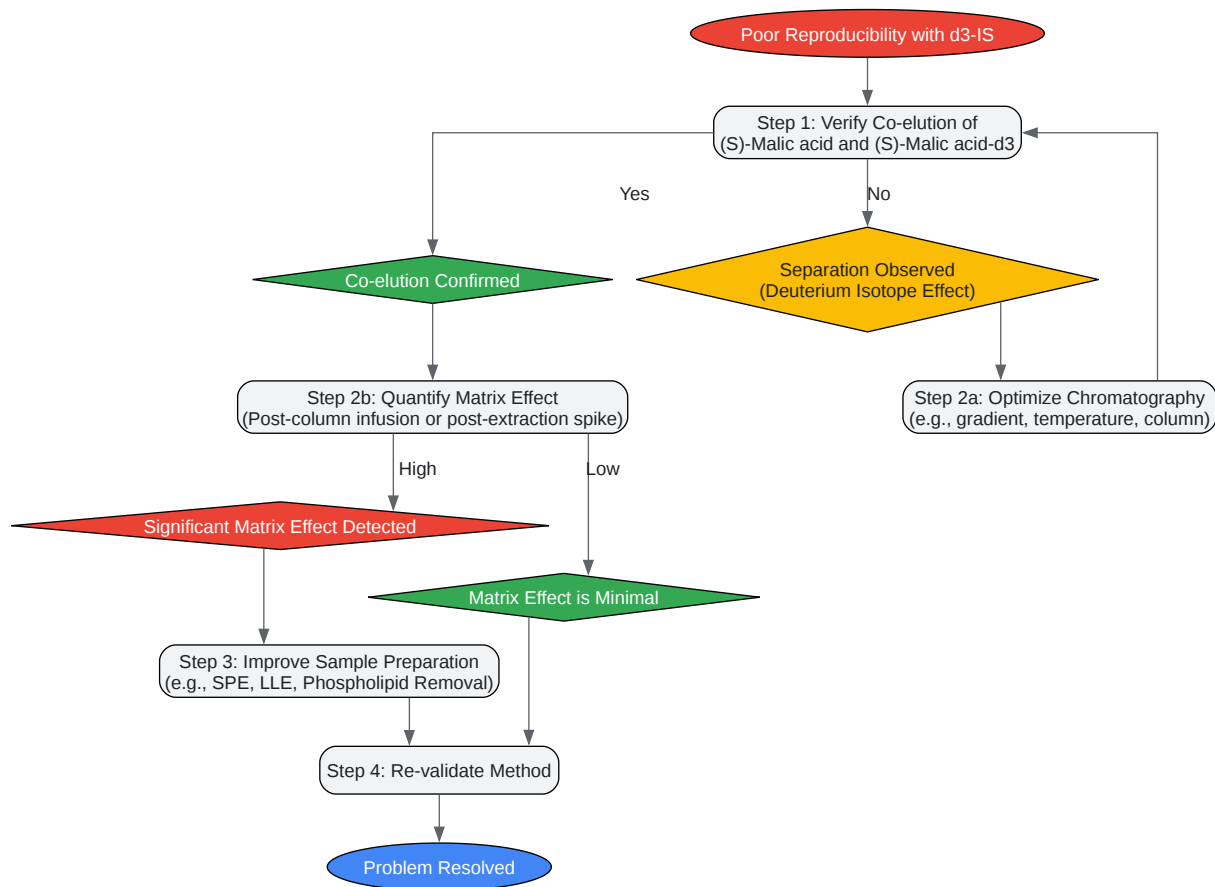 Poor Reproducibility with d3-IS
Step 1: Verify Co-elution of
(S)-Malic acid and (S)-Malic acid-d3
Yes
No
Co-elution Confirmed
Separation Observed
(Deuterium Isotope Effect)
Step 2b: Quantify Matrix Effect
(Post-column infusion or post-extraction spike)
Step 2a: Optimize Chromatography
(e.g., gradient, temperature, column)
High
Low
Significant Matrix Effect Detected
Matrix Effect is Minimal
Step 3: Improve Sample Preparation
(e.g., SPE, LLE, Phospholipid Removal)
Step 4: Re-validate Method
Problem Resolved